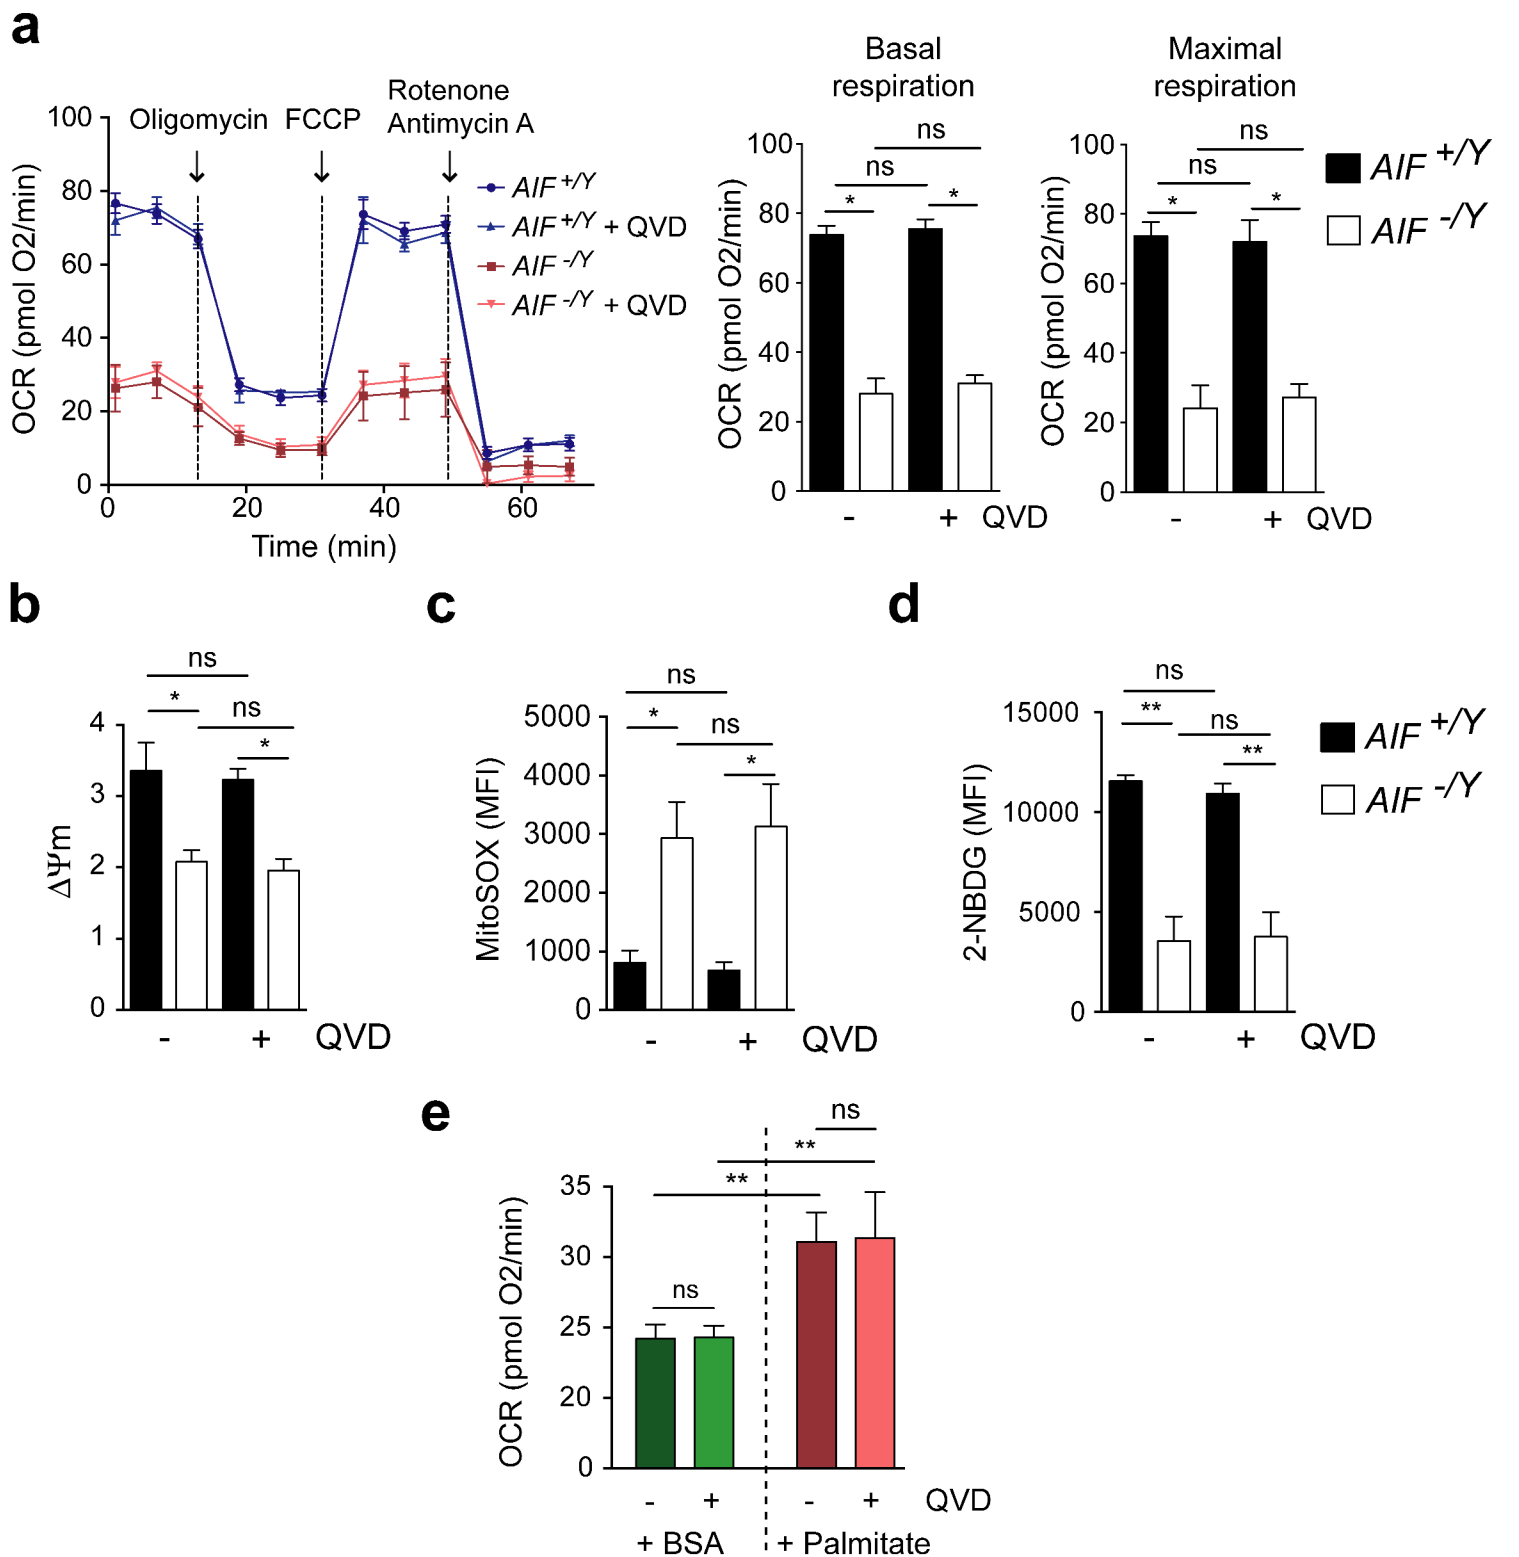 a
Oligomycin
FCCP
Rotenone
Antimycin A
OCR (pmol O2/min)
100
80
60
40
20
0
0
20
40
60
Time (min)
AIF +/Y
AIF +/Y + QVD
AIF -/Y
AIF -/Y + QVD
Basal
respiration
OCR (pmol O2/min)
100
80
60
40
20
0
ns
ns
*
*
-
+
QVD
Maximal
respiration
OCR (pmol O2/min)
100
80
60
40
20
0
ns
ns
*
*
-
+
QVD
AIF +/Y
AIF -/Y
b
ΔΨm
4
3
2
1
0
ns
*
ns
*
-
+
QVD
c
MitoSOX (MFI)
5000
4000
3000
2000
1000
0
ns
*
ns
*
-
+
QVD
d
2-NBDG (MFI)
15000
10000
5000
0
ns
**
ns
**
-
+
QVD
AIF +/Y
AIF -/Y
e
OCR (pmol O2/min)
35
30
25
20
0
ns
**
**
ns
-
+
-
+
QVD
+ BSA
+ Palmitate